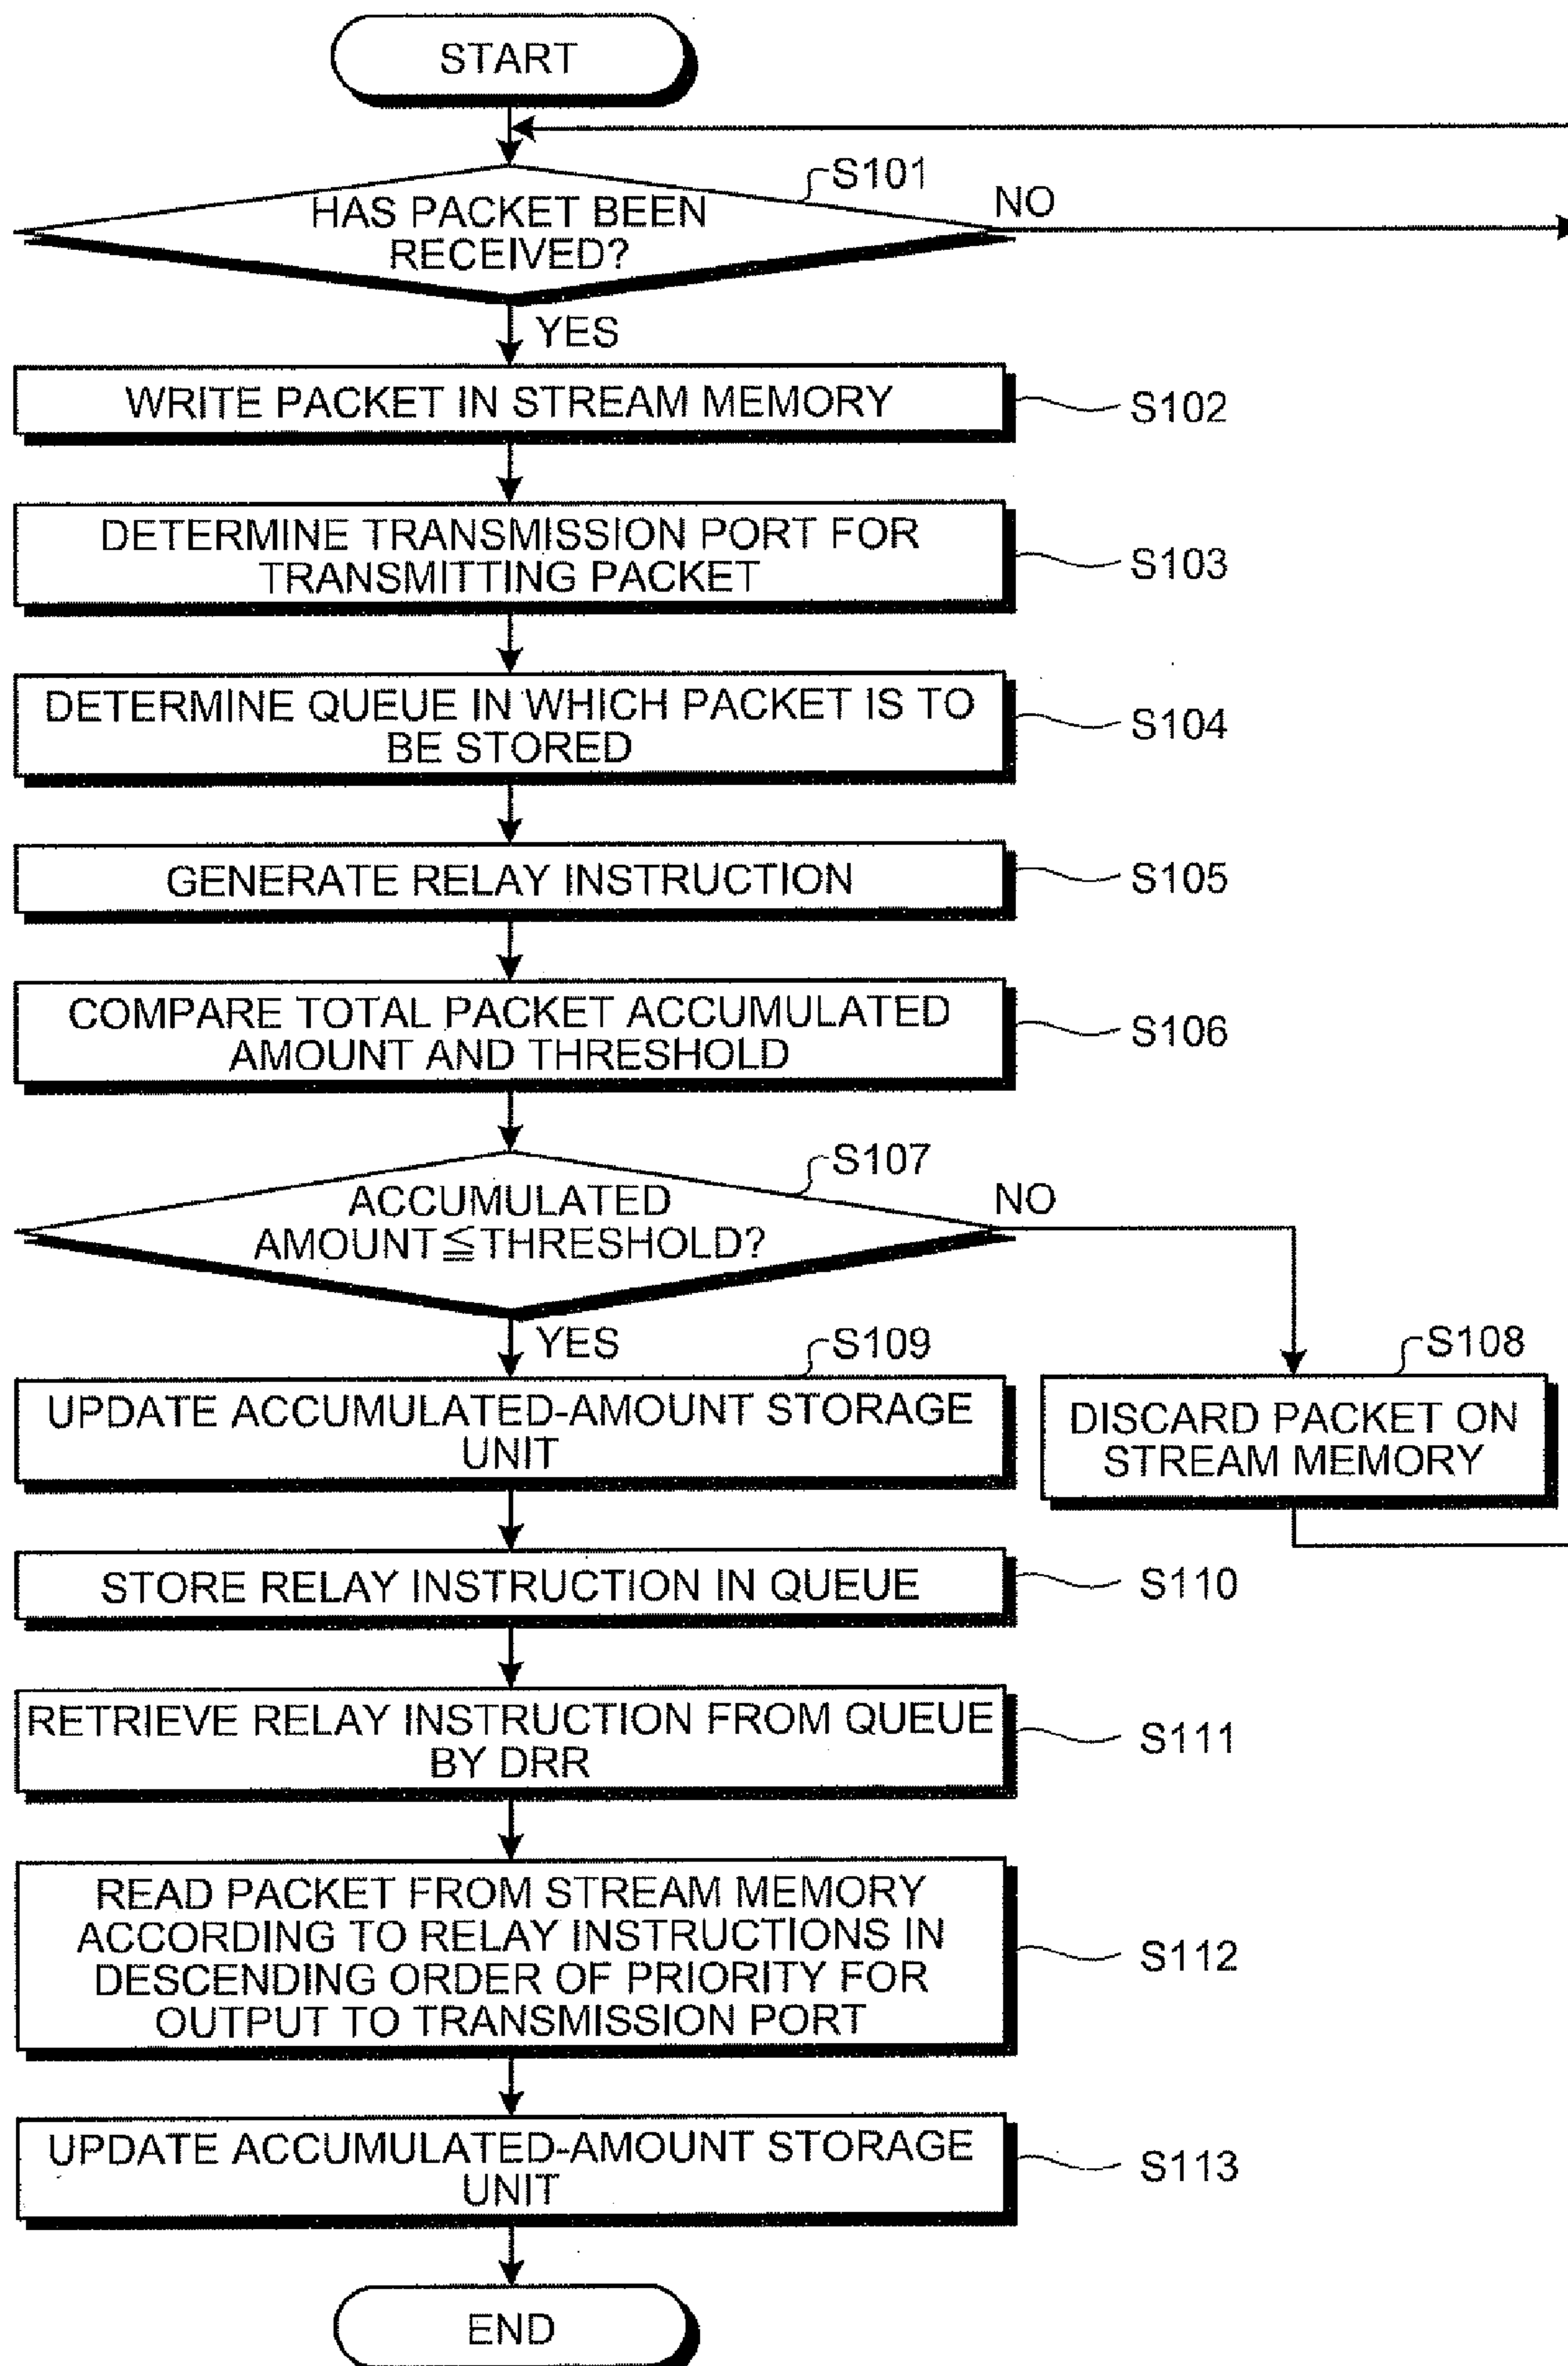 START
S101
HAS PACKET BEEN
RECEIVED?
NO
YES
WRITE PACKET IN STREAM MEMORY
S102
DETERMINE TRANSMISSION PORT FOR
TRANSMITTING PACKET
S103
DETERMINE QUEUE IN WHICH PACKET IS TO
BE STORED
S104
GENERATE RELAY INSTRUCTION
S105
COMPARE TOTAL PACKET ACCUMULATED
AMOUNT AND THRESHOLD
S106
S107
ACCUMULATED
AMOUNT≦THRESHOLD?
NO
YES
S109
UPDATE ACCUMULATED-AMOUNT STORAGE
UNIT
S108
DISCARD PACKET ON
STREAM MEMORY
STORE RELAY INSTRUCTION IN QUEUE
S110
RETRIEVE RELAY INSTRUCTION FROM QUEUE
BY DRR
S111
READ PACKET FROM STREAM MEMORY
ACCORDING TO RELAY INSTRUCTIONS IN
DESCENDING ORDER OF PRIORITY FOR
OUTPUT TO TRANSMISSION PORT
S112
UPDATE ACCUMULATED-AMOUNT STORAGE
UNIT
S113
END